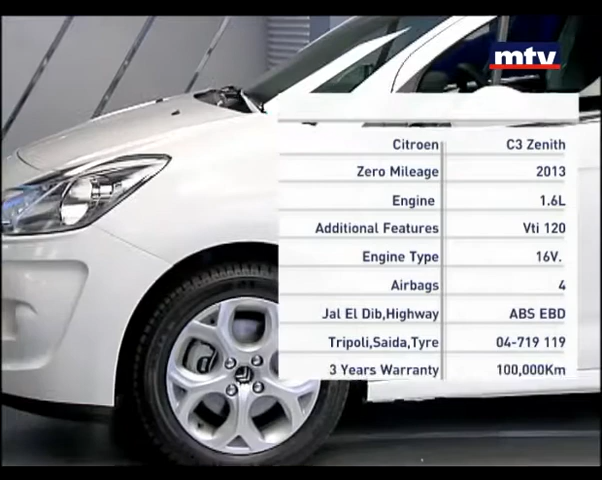 mtv
Citroen C3 Zenith
Zero Mileage 2013
Engine 1.6L
Additional Features Vti 120
Engine Type 16V.
Airbags 4
Jal El Dib,Highway ABS EBD
Tripoli,Saida,Tyre 04-719 119
3 Years Warranty 100,000Km